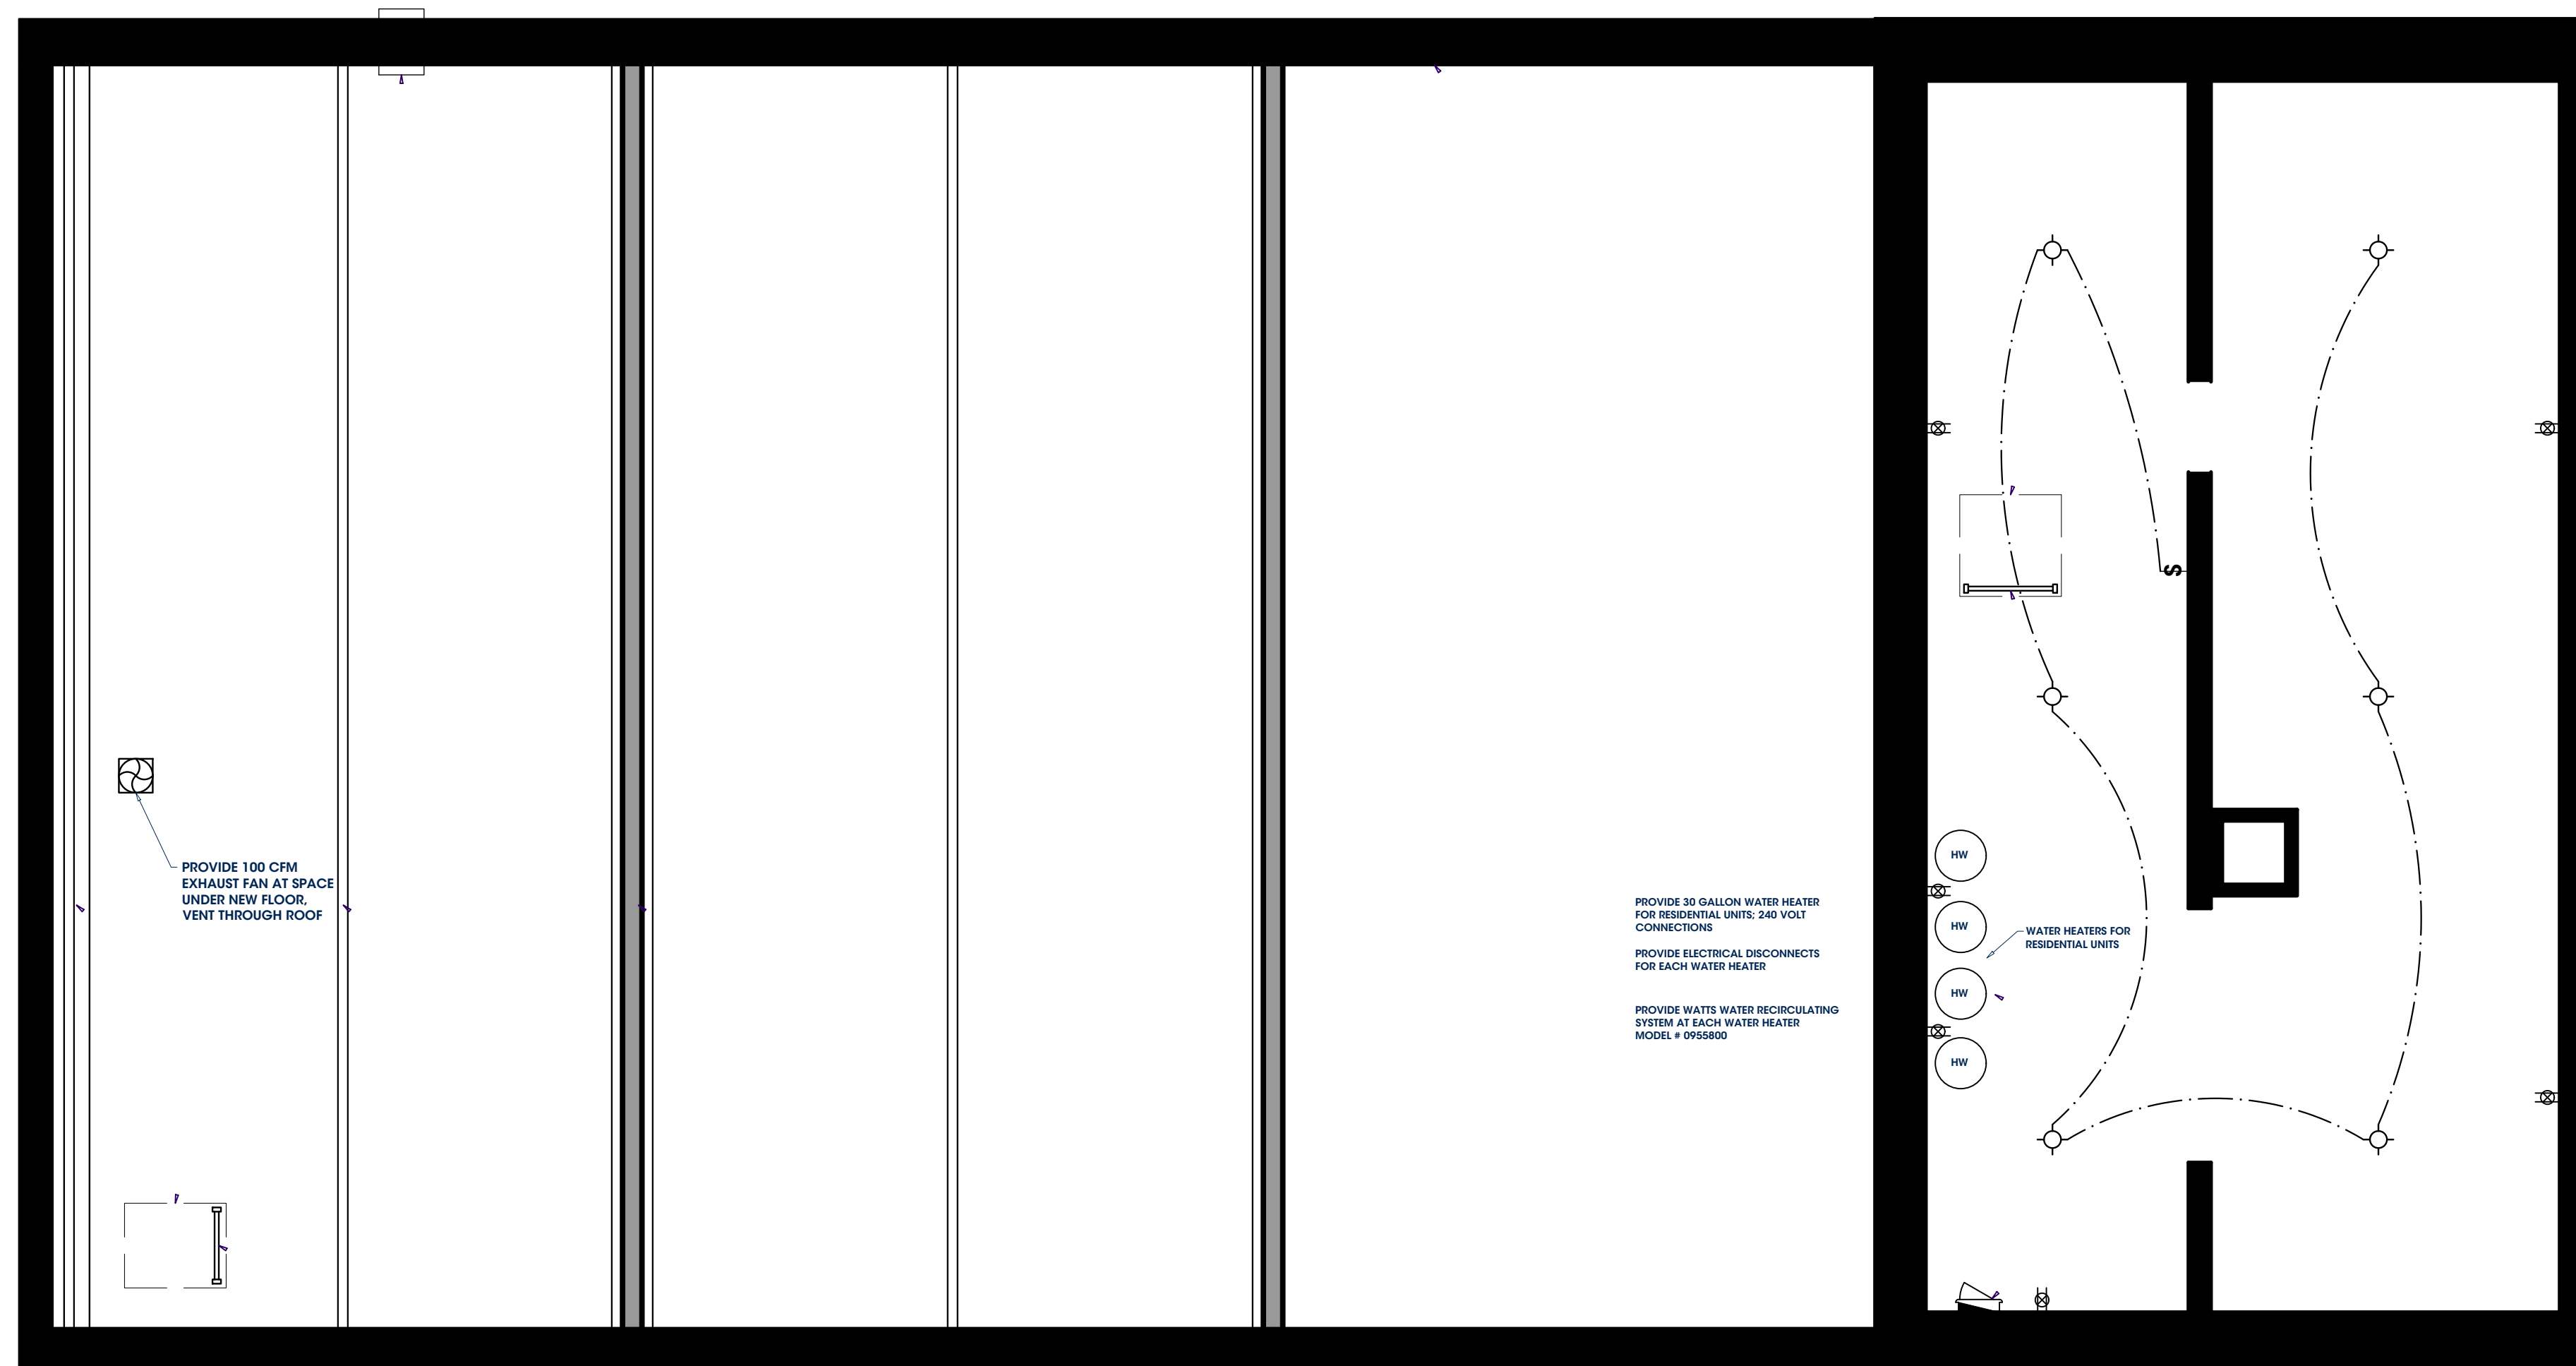 S
PROVIDE 100 CFM
EXHAUST FAN AT SPACE
UNDER NEW FLOOR,
VENT THROUGH ROOF
PROVIDE 30 GALLON WATER HEATER
FOR RESIDENTIAL UNITS; 240 VOLT
CONNECTIONS
PROVIDE ELECTRICAL DISCONNECTS
FOR EACH WATER HEATER
PROVIDE WATTS WATER RECIRCULATING
SYSTEM AT EACH WATER HEATER
MODEL # 0955800
HW
HW
WATER HEATERS FOR
RESIDENTIAL UNITS
HW
HW